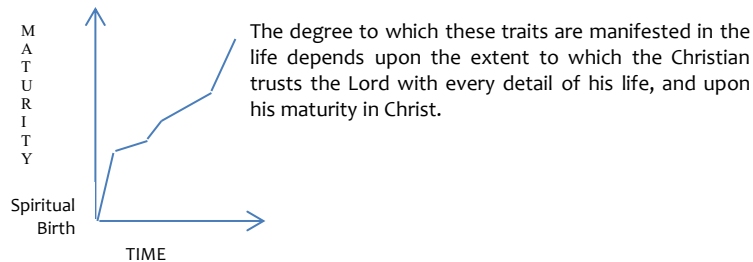 MATURITY
The degree to which these traits are manifested in the
life depends upon the extent to which the Christian
trusts the Lord with every detail of his life, and upon
his maturity in Christ.
Spiritual
Birth
TIME